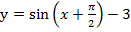 y = sin (x + π/2) − 3